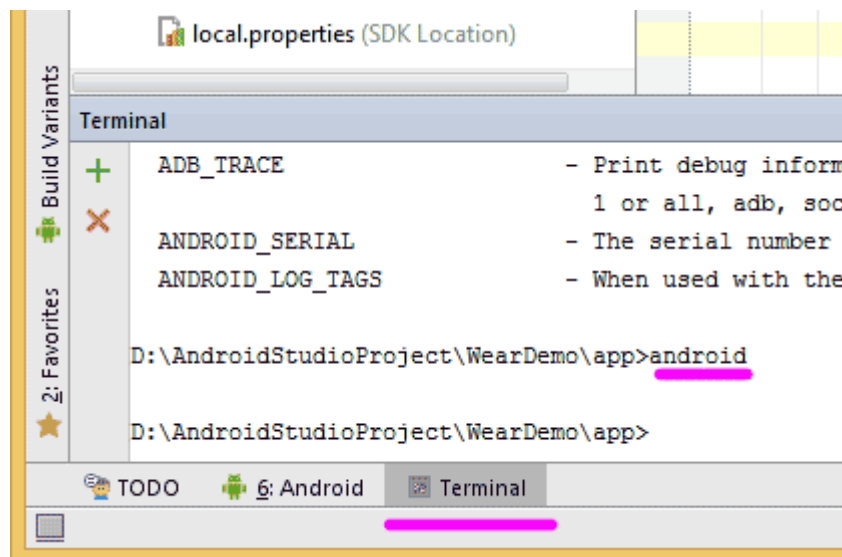 local.properties (SDK Location)
Build Variants
2: Favorites
Terminal
ADB_TRACE - Print debug inform
1 or all, adb, soc
ANDROID_SERIAL - The serial number
ANDROID_LOG_TAGS - When used with the
D:\AndroidStudioProject\WearDemo\app>android
D:\AndroidStudioProject\WearDemo\app>
TODO 6: Android Terminal